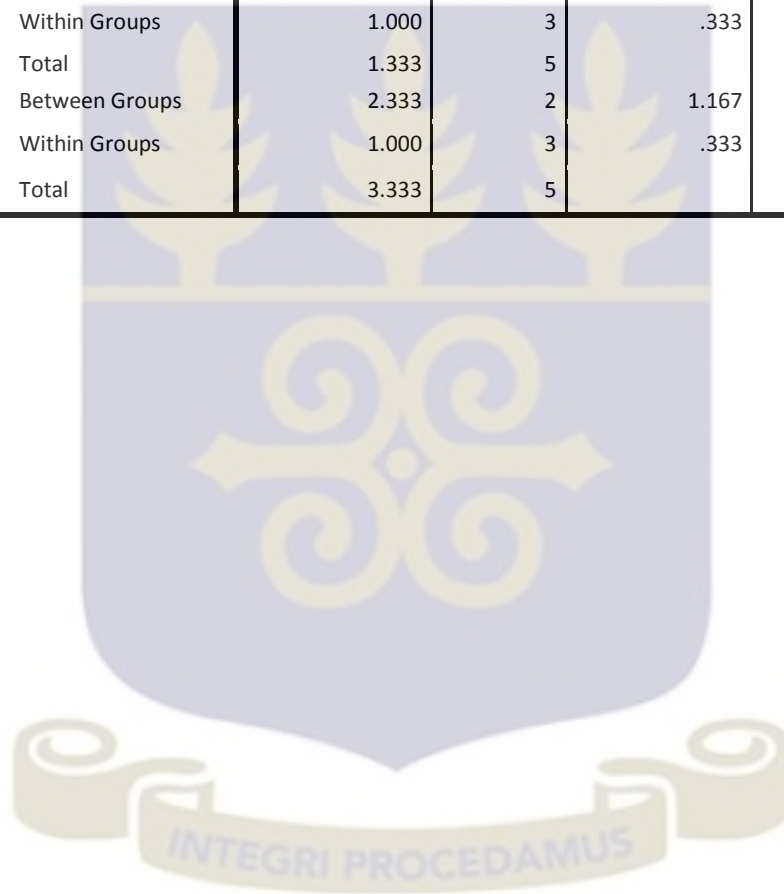 Within Groups 1.000 3 .333
Total 1.333 5
Between Groups 2.333 2 1.167
Within Groups 1.000 3 .333
Total 3.333 5
INTEGRI PROCEDAMUS